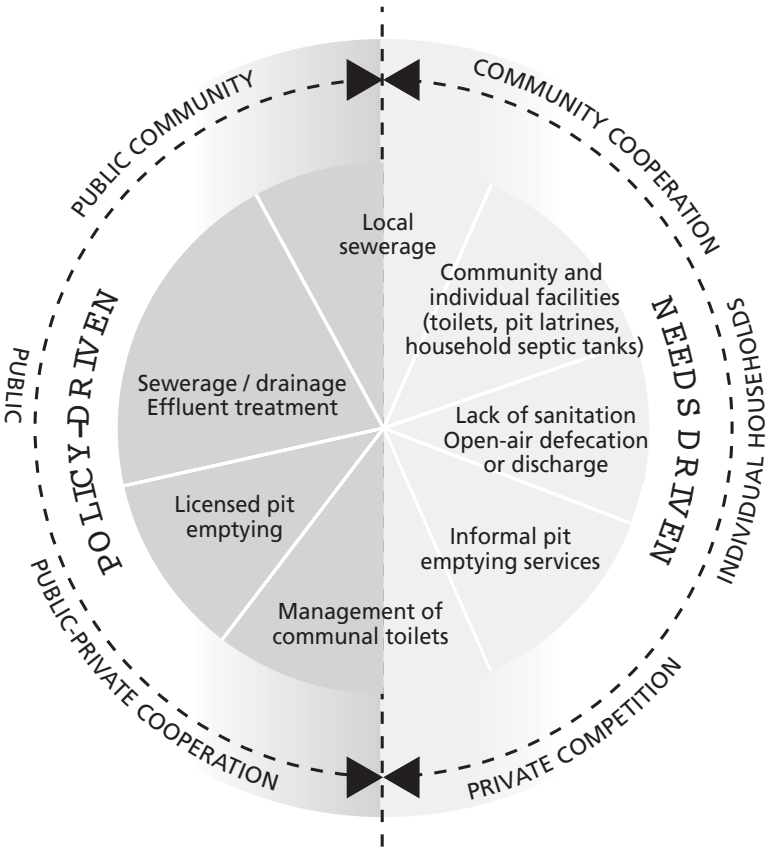 PUBLIC COMMUNITY
COMMUNITY COOPERATION
Local
sewerage
Community and
individual facilities
(toilets, pit latrines,
household septic tanks)
PUBLIC
POLICY-DRIVEN
NEEDS DRIVEN
INDIVIDUAL HOUSEHOLDS
Sewerage / drainage
Effluent treatment
Lack of sanitation
Open-air defecation
or discharge
Licensed pit
emptying
Informal pit
emptying services
Management of
communal toilets
PUBLIC-PRIVATE COOPERATION
PRIVATE COMPETITION